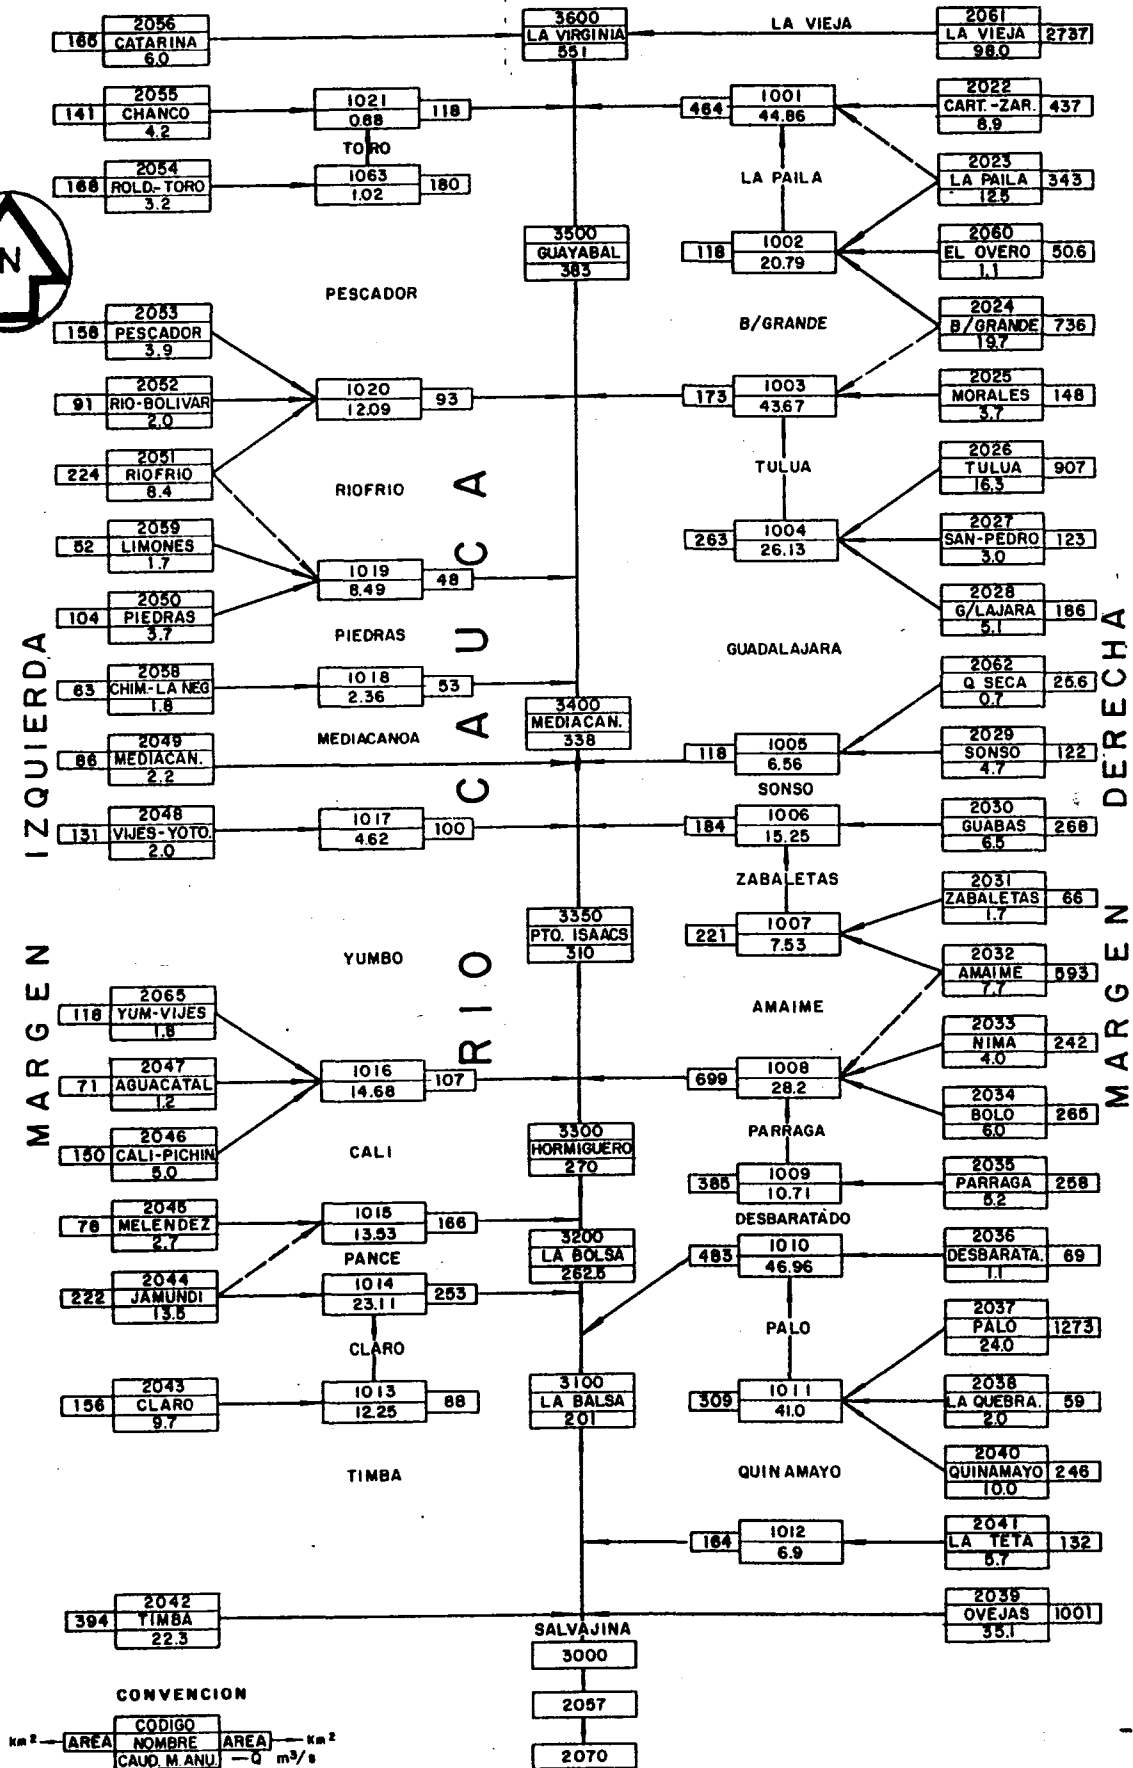 2056
165 CATARINA
6.0
3600
LA VIRGINIA
551
LA VIEJA
2061
LA VIEJA 2737
98.0
2055
141 CHANCO
4.2
1021
0.88 118
TORO
2054
168 ROLD.-TORO
3.2
1063
1.02 180
464 1001
44.86
2022
CART.-ZAR. 437
8.9
LA PAILA
2023
LA PAILA 343
12.5
N
3500
GUAYABAL
383
118 1002
20.79
2060
EL OVERO 50.6
1.1
PESCADOR
B/GRANDE
2024
B/GRANDE 736
19.7
2053
158 PESCADOR
3.9
2052
91 RIO-BOLIVAR
2.0
1020
12.09 93
173 1003
43.67
2025
MORALES 148
3.7
2051
224 RIOFRIO
8.4
RIOFRIO
TULUA
2026
TULUA 907
16.3
2059
52 LIMONES
1.7
263 1004
26.13
2027
SAN-PEDRO 123
3.0
1019
8.49 48
2050
104 PIEDRAS
3.7
PIEDRAS
GUADALAJARA
2028
G/LAJARA 186
5.1
2058
63 CHIM-LA NEG
1.8
1018
2.36 53
2062
Q SECA 25.6
0.7
3400
MEDIACAN.
338
MEDIACANOA
2049
86 MEDIACAN.
2.2
118 1005
6.56
SONSO
2029
SONSO 122
4.7
2048
131 VIJES-YOTO.
2.0
1017
4.62 100
184 1006
15.25
2030
GUABAS 268
6.5
ZABALETAS
2031
ZABALETAS 66
1.7
3350
PTO. ISAACS
310
221 1007
7.53
YUMBO
2032
AMAIME 593
7.7
AMAIME
2065
118 YUM-VIJES
1.8
2033
NIMA 242
4.0
2047
71 AGUACATAL
1.2
1016
14.68 107
699 1008
28.2
2034
BOLO 265
6.0
2046
150 CALI-PICHIN
5.0
CALI
3300
HORMIGUERO
270
PARRAGA
385 1009
10.71
2035
PARRAGA 258
5.2
2045
78 MELENDEZ
2.7
1015
13.53 166
PANCE
3200
LA BOLSA
262.5
DESBARATADO
483 1010
46.96
2036
DESBARATA. 69
1.1
2044
222 JAMUNDI
13.5
1014
23.11 253
CLARO
PALO
2037
PALO 1273
24.0
2043
156 CLARO
9.7
1013
12.25 88
3100
LA BALSA
201
309 1011
41.0
2038
LA QUEBRA. 59
2.0
TIMBA
QUINAMAYO
2040
QUINAMAYO 246
10.0
164 1012
6.9
2041
LA TETA 132
5.7
2042
394 TIMBA
22.3
2039
OVEJAS 1001
35.1
SALVAJINA
3000
2057
2070
MARGEN IZQUIERDA
RIO CAUCA
MARGEN DERECHA
CONVENCION
CODIGO
km² AREA NOMBRE AREA km²
CAUD. M. ANU. Q m³/s